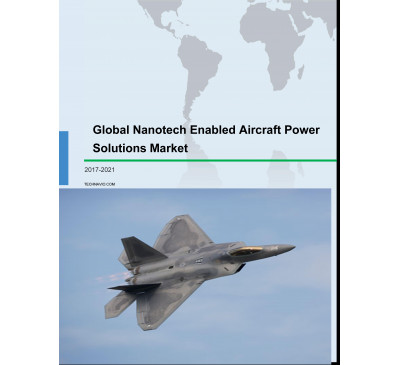 Global Nanotech Enabled Aircraft Power
Solutions Market
2017-2021
TECHNAVIO.COM